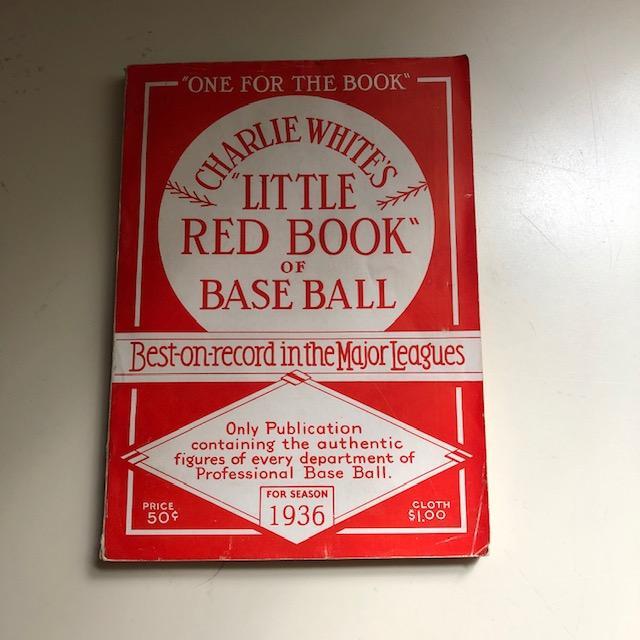 "ONE FOR THE BOOK"
CHARLIE WHITE'S
"LITTLE
RED BOOK"
OF
BASE BALL
Best-on-record in the Major Leagues
Only Publication
containing the authentic
figures of every department of
Professional Base Ball.
FOR SEASON
1936
PRICE
50¢
CLOTH
$1.00